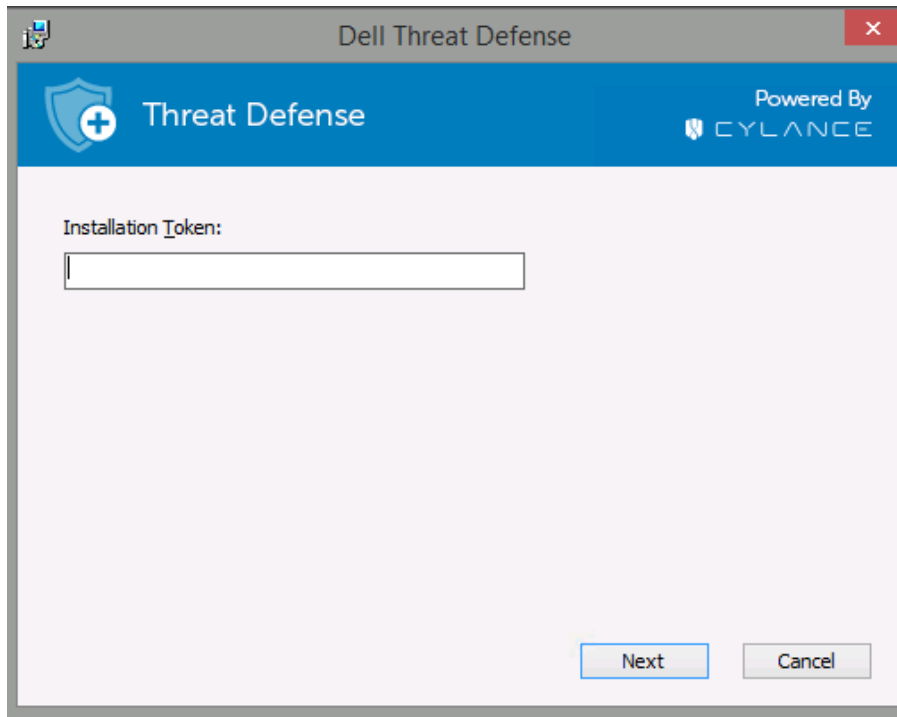 Dell Threat Defense
Threat Defense
Powered By
CYLANCE
Installation Token:
Next
Cancel